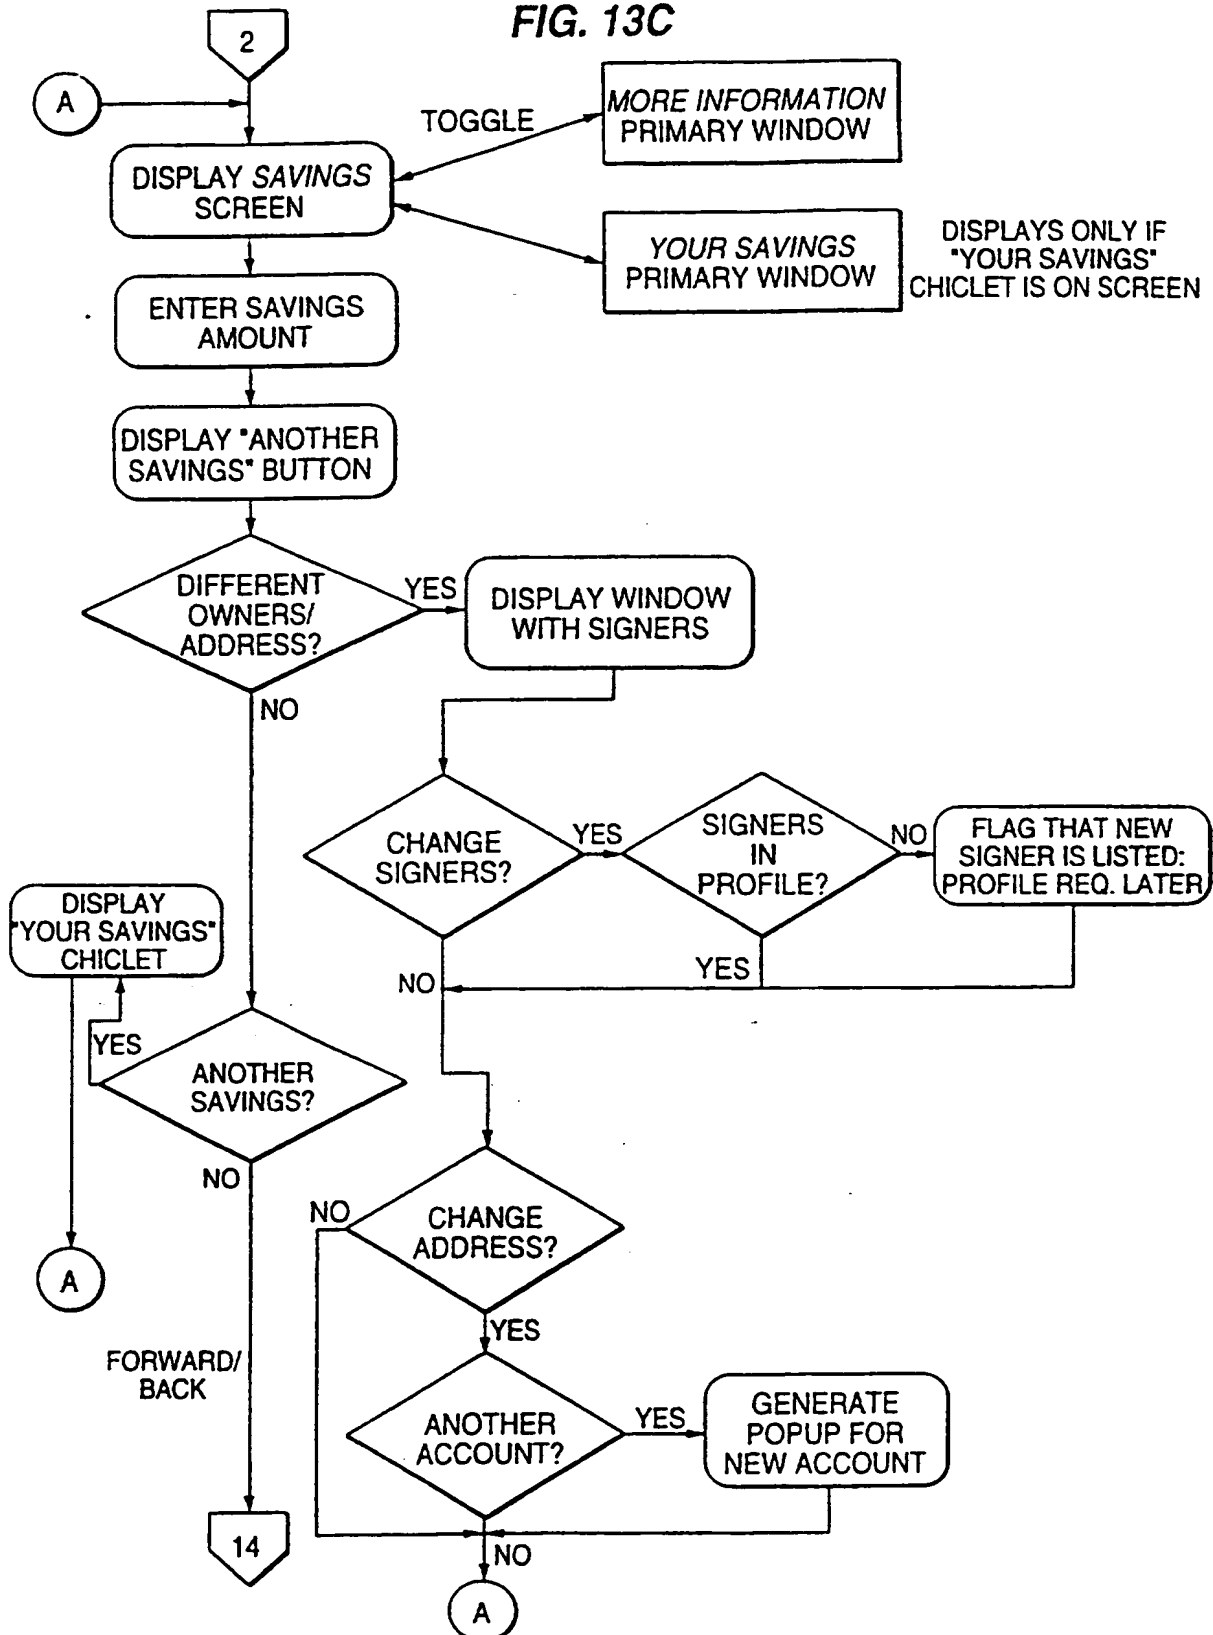 FIG. 13C
2
A
TOGGLE
MORE INFORMATION
PRIMARY WINDOW
DISPLAY SAVINGS
SCREEN
YOUR SAVINGS
PRIMARY WINDOW
DISPLAYS ONLY IF
"YOUR SAVINGS"
CHICLET IS ON SCREEN
ENTER SAVINGS
AMOUNT
DISPLAY "ANOTHER
SAVINGS" BUTTON
DIFFERENT
OWNERS/
ADDRESS?
YES
DISPLAY WINDOW
WITH SIGNERS
NO
CHANGE
SIGNERS?
YES
SIGNERS
IN
PROFILE?
NO
FLAG THAT NEW
SIGNER IS LISTED:
PROFILE REQ. LATER
DISPLAY
"YOUR SAVINGS"
CHICLET
NO
YES
YES
ANOTHER
SAVINGS?
NO
NO
CHANGE
ADDRESS?
A
YES
FORWARD/
BACK
ANOTHER
ACCOUNT?
YES
GENERATE
POPUP FOR
NEW ACCOUNT
14
NO
A